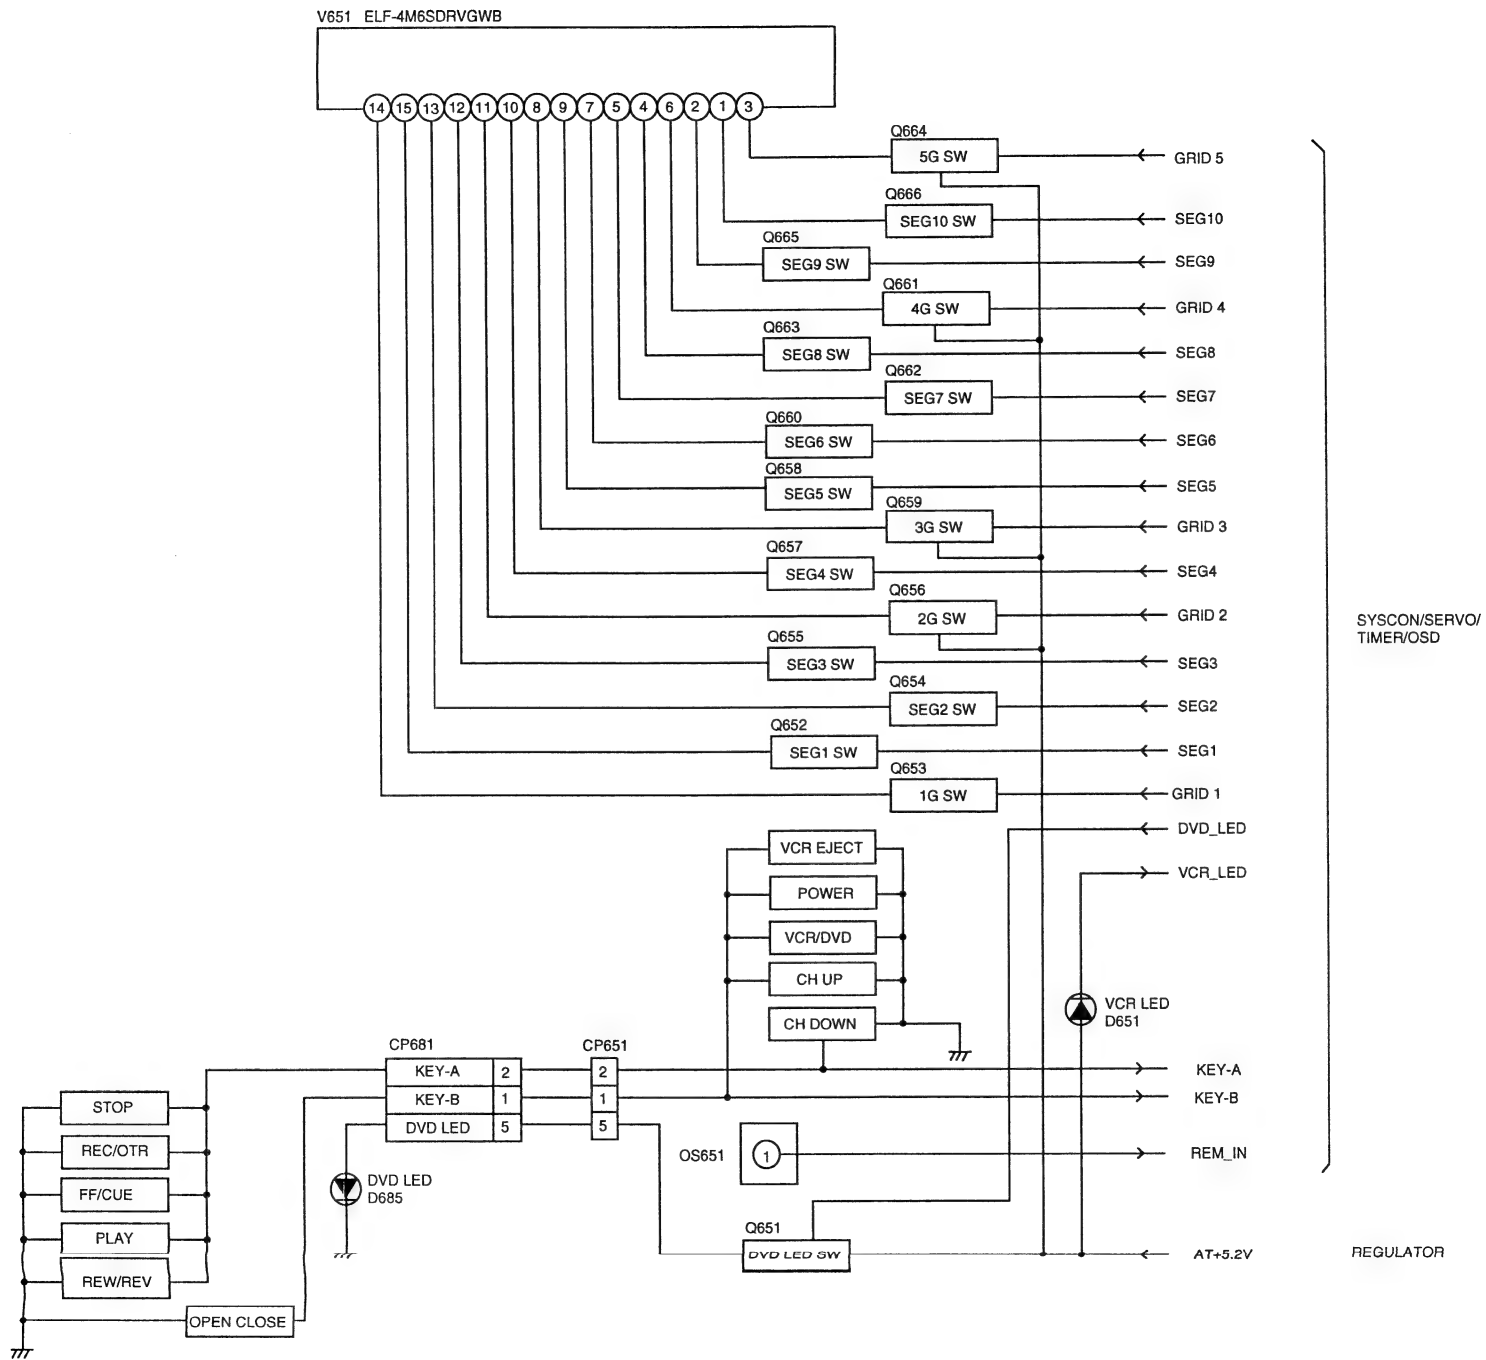 V651 ELF-4M6SDRVGWB
14 15 13 12 11 10 8 9 7 5 4 6 2 1 3
Q664
5G SW
GRID 5
Q666
SEG10 SW
SEG10
Q665
SEG9 SW
SEG9
Q661
4G SW
GRID 4
Q663
SEG8 SW
SEG8
Q662
SEG7 SW
SEG7
Q660
SEG6 SW
SEG6
Q658
SEG5 SW
SEG5
Q659
3G SW
GRID 3
Q657
SEG4 SW
SEG4
Q656
2G SW
GRID 2
Q655
SEG3 SW
SEG3
Q654
SEG2 SW
SEG2
Q652
SEG1 SW
SEG1
Q653
1G SW
GRID 1
SYSCON/SERVO/
TIMER/OSD
DVD_LED
VCR_LED
VCR EJECT
POWER
VCR/DVD
CH UP
CH DOWN
VCR LED
D651
CP681
KEY-A 2
KEY-B 1
DVD LED 5
CP651
2
1
5
KEY-A
KEY-B
OS651
1
REM_IN
STOP
REC/OTR
FF/CUE
PLAY
REW/REV
OPEN CLOSE
DVD LED
D685
Q651
DVD LED SW
AT+5.2V
REGULATOR